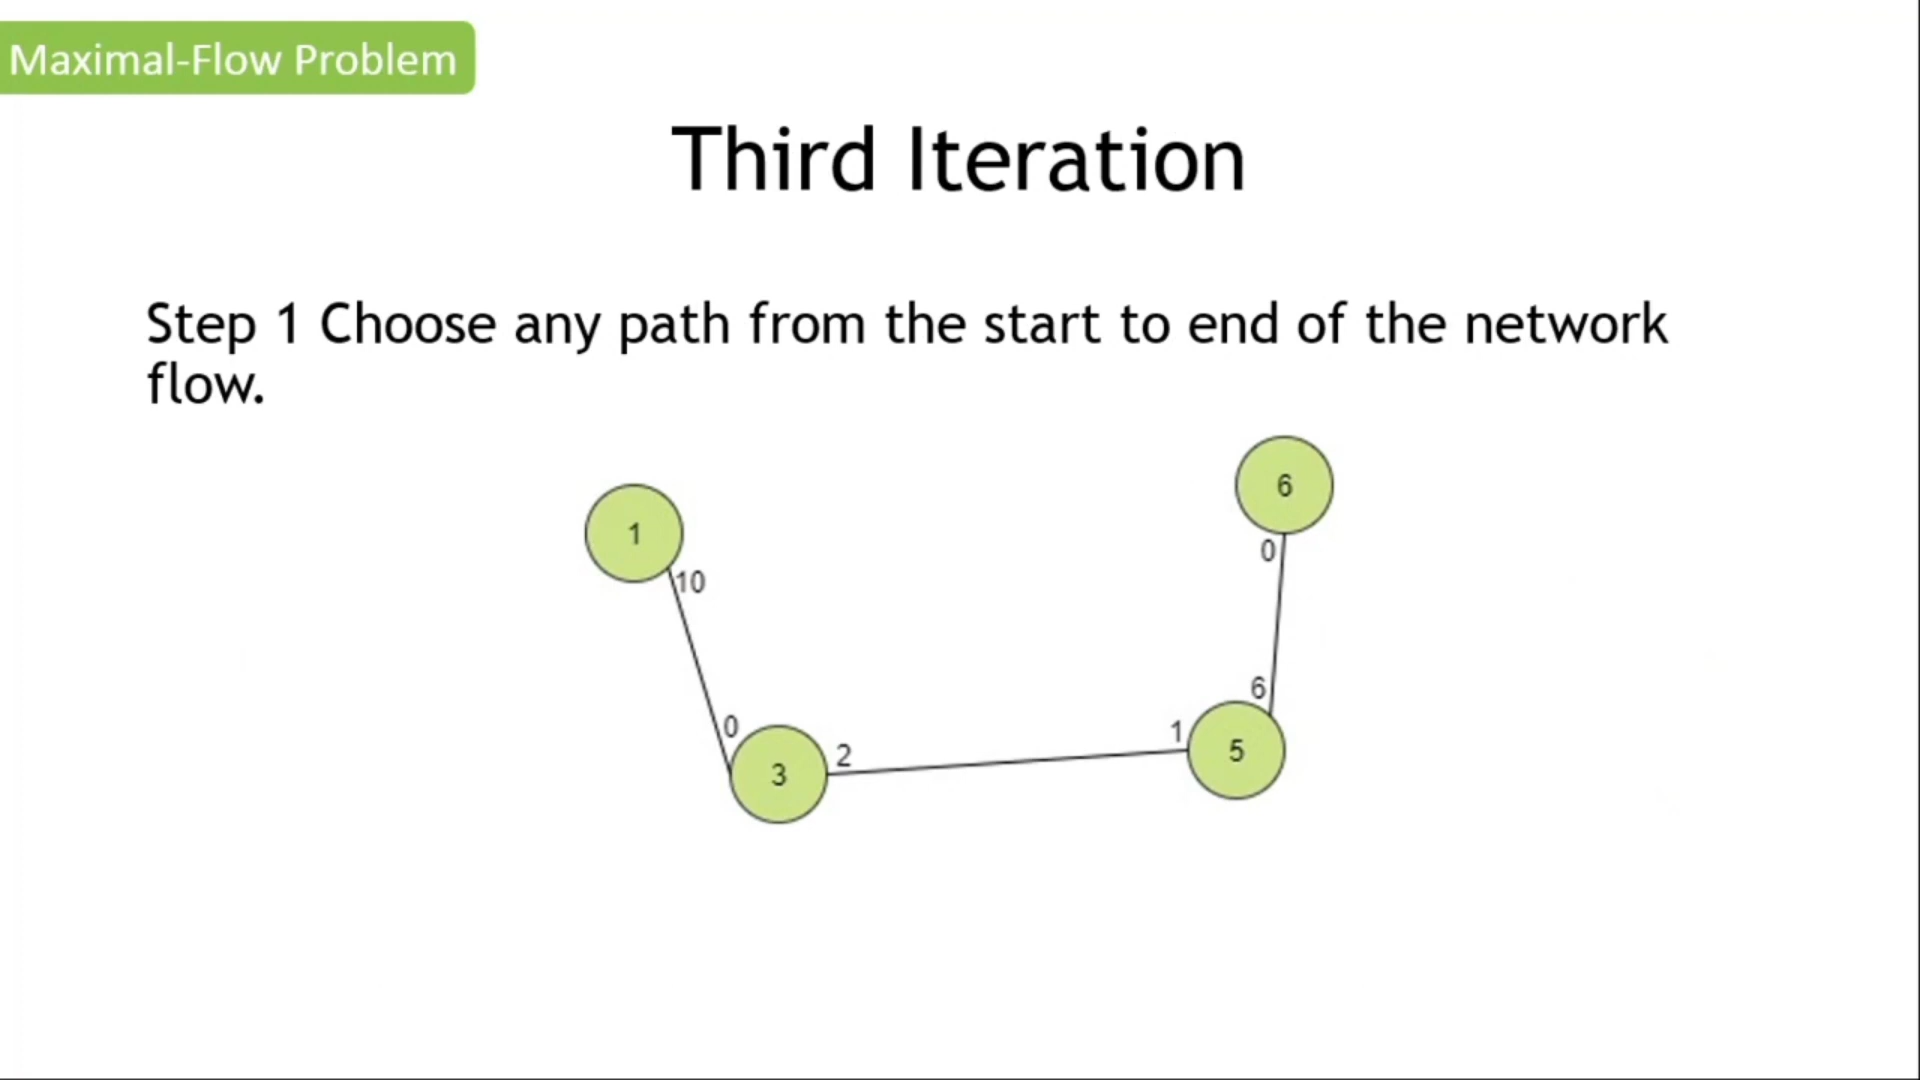 Maximal-Flow Problem
Third Iteration
Step 1 Choose any path from the start to end of the network
flow.
6
1
0
10
6
0
1
2
5
3